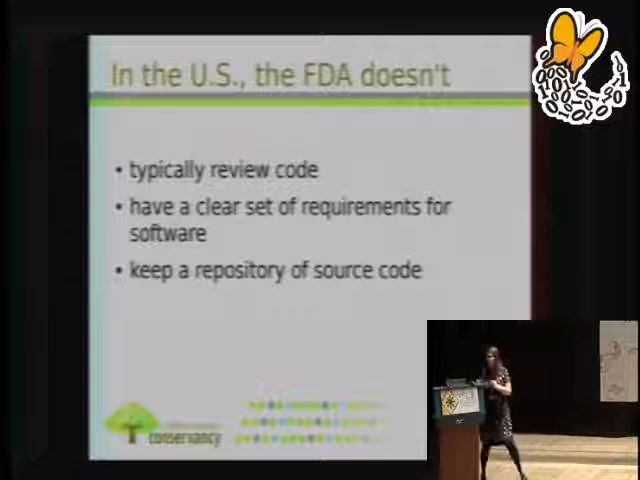 In the U.S., the FDA doesn't
• typically review code
• have a clear set of requirements for
software
• keep a repository of source code
conservancy